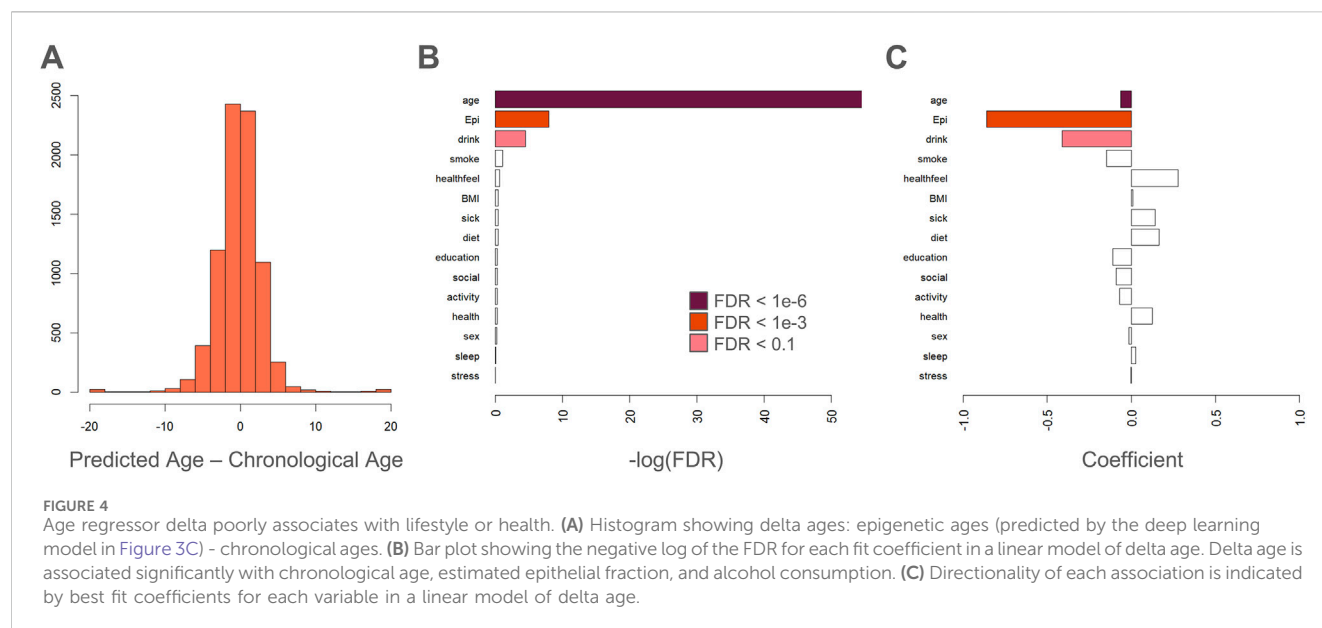 A
2500
2000
1500
1000
500
0
-20
-10
0
10
20
Predicted Age – Chronological Age
B
age
Epi
drink
smoke
healthfeel
BMI
sick
diet
education
social
activity
health
sex
sleep
stress
FDR < 1e-6
FDR < 1e-3
FDR < 0.1
0
10
20
30
40
50
-log(FDR)
C
age
Epi
drink
smoke
healthfeel
BMI
sick
diet
education
social
activity
health
sex
sleep
stress
-1.0
-0.5
0.0
0.5
1.0
Coefficient
FIGURE 4
Age regressor delta poorly associates with lifestyle or health. (A) Histogram showing delta ages: epigenetic ages (predicted by the deep learning
model in Figure 3C) - chronological ages. (B) Bar plot showing the negative log of the FDR for each fit coefficient in a linear model of delta age. Delta age is
associated significantly with chronological age, estimated epithelial fraction, and alcohol consumption. (C) Directionality of each association is indicated
by best fit coefficients for each variable in a linear model of delta age.